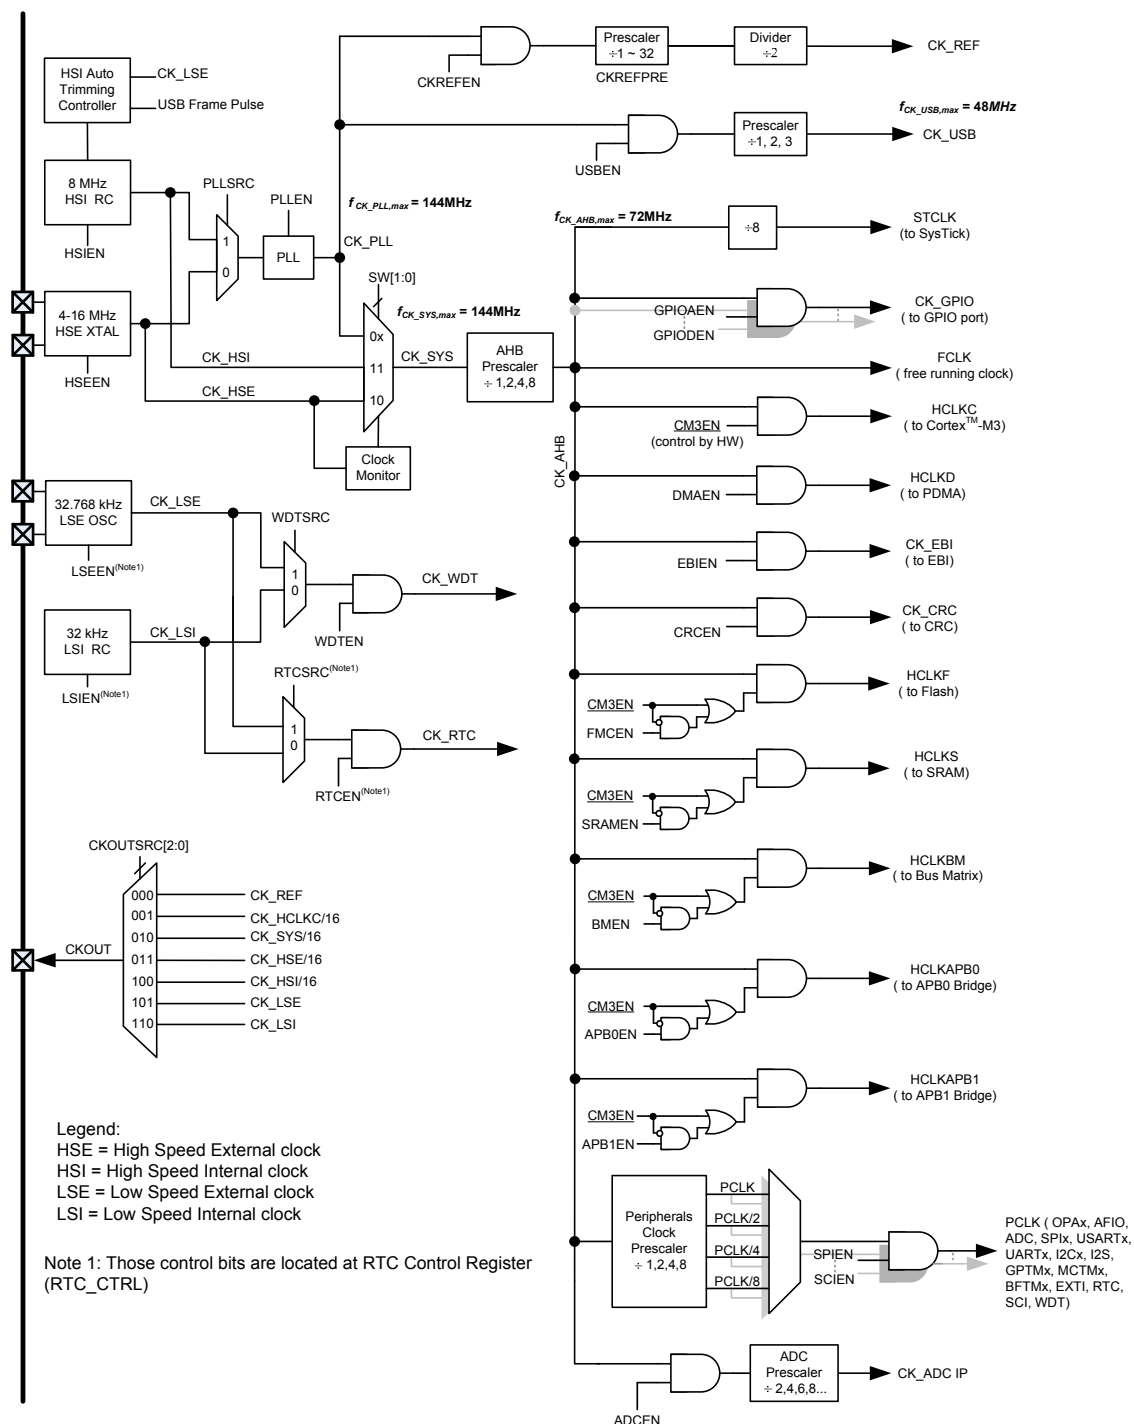 HSI Auto
Trimming
Controller
CK_LSE
USB Frame Pulse
CKREFEN
Prescaler
÷1 ~ 32
CKREFPRE
Divider
÷2
CK_REF
fCK_USB,max = 48MHz
USBEN
Prescaler
÷1, 2, 3
CK_USB
8 MHz
HSI RC
HSIEN
PLLSRC
1
0
PLLEN
PLL
fCK_PLL,max = 144MHz
CK_PLL
4-16 MHz
HSE XTAL
HSEEN
SW[1:0]
0x
11
10
CK_HSI
CK_HSE
fCK_SYS,max = 144MHz
CK_SYS
AHB
Prescaler
÷ 1,2,4,8
Clock
Monitor
fCK_AHB,max = 72MHz
÷8
STCLK
(to SysTick)
GPIOAEN
GPIODEN
CK_GPIO
( to GPIO port)
FCLK
( free running clock)
CK_AHB
CM3EN
(control by HW)
HCLKC
( to Cortex™-M3)
DMAEN
HCLKD
( to PDMA)
EBIEN
CK_EBI
( to EBI)
CRCEN
CK_CRC
( to CRC)
CM3EN
FMCEN
HCLKF
( to Flash)
CM3EN
SRAMEN
HCLKS
( to SRAM)
CM3EN
BMEN
HCLKBM
( to Bus Matrix)
CM3EN
APB0EN
HCLKAPB0
( to APB0 Bridge)
CM3EN
APB1EN
HCLKAPB1
( to APB1 Bridge)
32.768 kHz
LSE OSC
LSEEN(Note1)
CK_LSE
WDTSRC
1
0
WDTEN
CK_WDT
32 kHz
LSI RC
LSIEN(Note1)
CK_LSI
RTCSRC(Note1)
1
0
RTCEN(Note1)
CK_RTC
CKOUTSRC[2:0]
CKOUT
000 CK_REF
001 CK_HCLKC/16
010 CK_SYS/16
011 CK_HSE/16
100 CK_HSI/16
101 CK_LSE
110 CK_LSI
Legend:
HSE = High Speed External clock
HSI = High Speed Internal clock
LSE = Low Speed External clock
LSI = Low Speed Internal clock
Note 1: Those control bits are located at RTC Control Register
(RTC_CTRL)
Peripherals
Clock
Prescaler
÷ 1,2,4,8
PCLK
PCLK/2
PCLK/4
PCLK/8
SPIEN
SCIEN
PCLK ( OPAx, AFIO,
ADC, SPIx, USARTx,
UARTx, I2Cx, I2S,
GPTMx, MCTMx,
BFTMx, EXTI, RTC,
SCI, WDT)
ADCEN
ADC
Prescaler
÷ 2,4,6,8...
CK_ADC IP